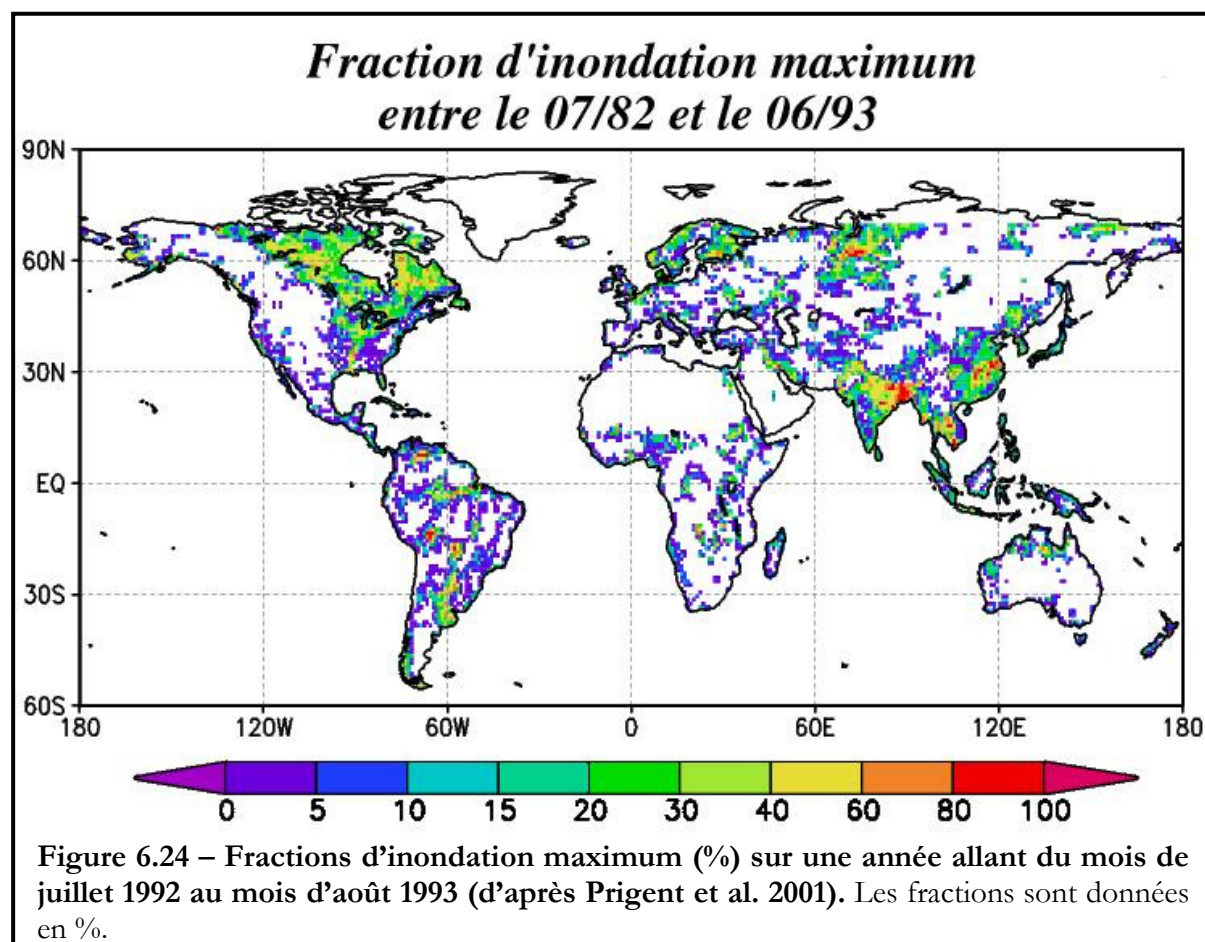 Fraction d'inondation maximum
entre le 07/82 et le 06/93
90N
60N
30N
EQ
30S
60S
180 120W 60W 0 60E 120E 180
0 5 10 15 20 30 40 60 80 100
Figure 6.24 – Fractions d’inondation maximum (%) sur une année allant du mois de
juillet 1992 au mois d’août 1993 (d’après Prigent et al. 2001). Les fractions sont données
en %.